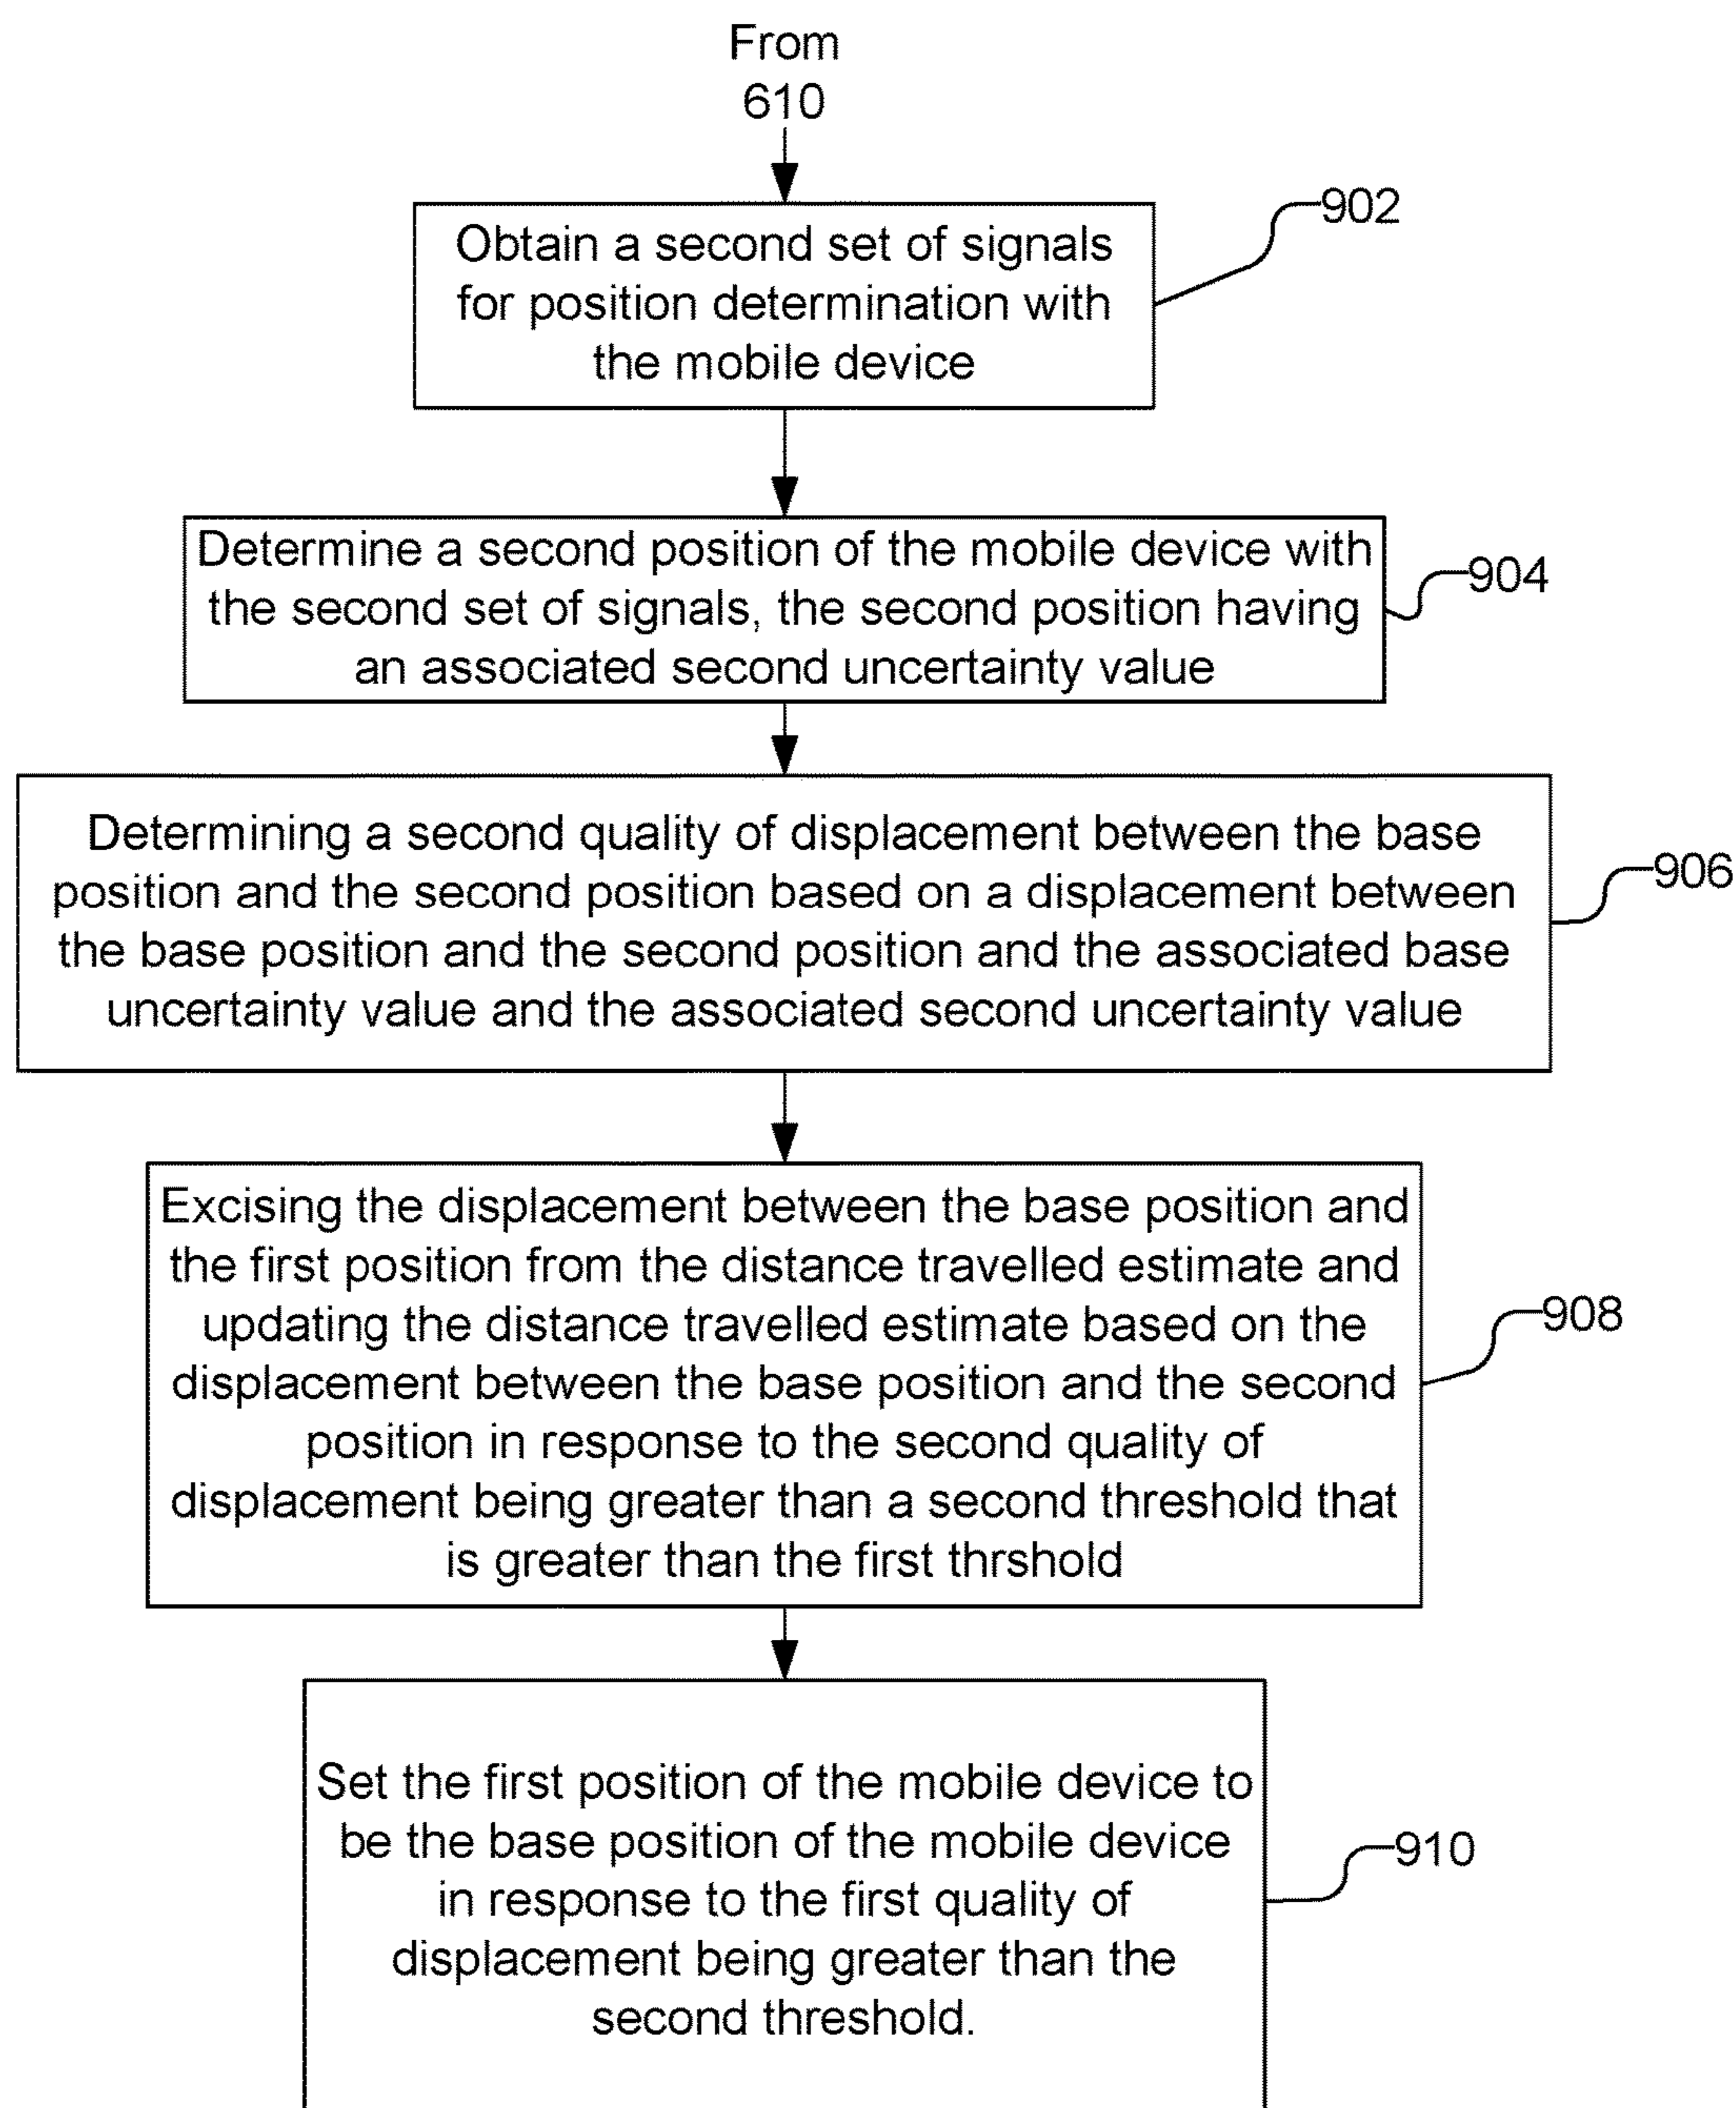 From
610
902
Obtain a second set of signals
for position determination with
the mobile device
904
Determine a second position of the mobile device with
the second set of signals, the second position having
an associated second uncertainty value
906
Determining a second quality of displacement between the base
position and the second position based on a displacement between
the base position and the second position and the associated base
uncertainty value and the associated second uncertainty value
908
Excising the displacement between the base position and
the first position from the distance travelled estimate and
updating the distance travelled estimate based on the
displacement between the base position and the second
position in response to the second quality of
displacement being greater than a second threshold that
is greater than the first thrshold
910
Set the first position of the mobile device to
be the base position of the mobile device
in response to the first quality of
displacement being greater than the
second threshold.